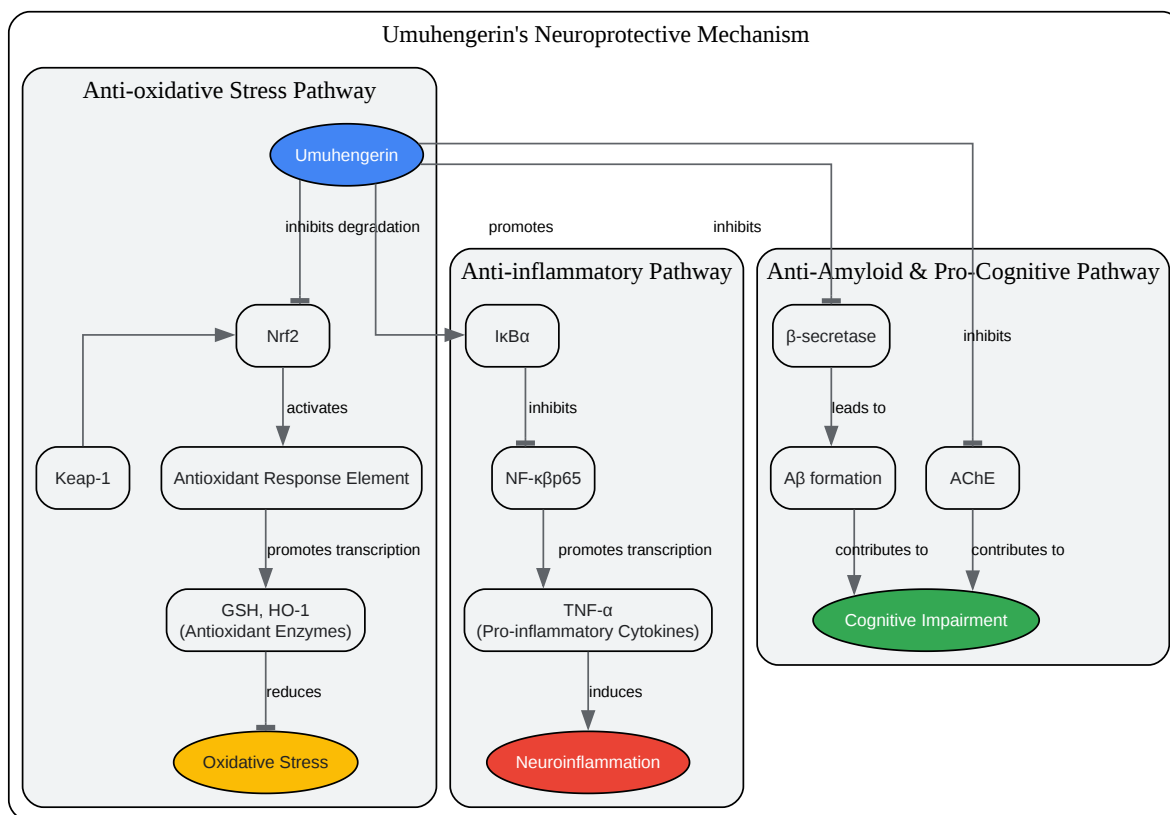 Umuhengerin's Neuroprotective Mechanism
Anti-oxidative Stress Pathway
Umuhengerin
inhibits degradation
promotes
inhibits
Anti-inflammatory Pathway
Anti-Amyloid & Pro-Cognitive Pathway
Nrf2
IκBα
β-secretase
inhibits
activates
inhibits
leads to
Keap-1
Antioxidant Response Element
NF-κβp65
Aβ formation
AChE
promotes transcription
promotes transcription
contributes to
contributes to
GSH, HO-1
(Antioxidant Enzymes)
TNF-α
(Pro-inflammatory Cytokines)
Cognitive Impairment
reduces
induces
Oxidative Stress
Neuroinflammation